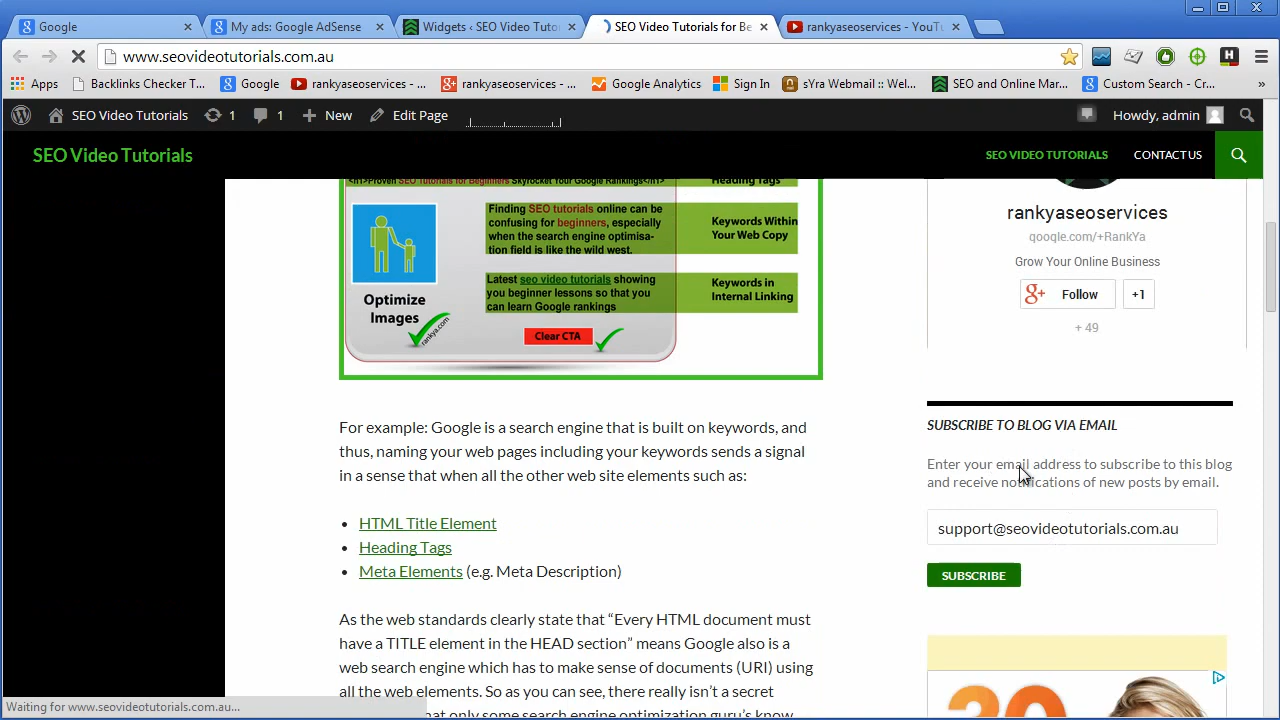 Google
My ads: Google AdSense
Widgets ‹ SEO Video Tuto
SEO Video Tutorials for Be
rankyaseoservices - YouT
www.seovideotutorials.com.au
Apps
Backlinks Checker T...
Google
rankyaseoservices - ...
rankyaseoservices - ...
Google Analytics
Sign In
sYra Webmail :: Wel...
SEO and Online Mar...
Custom Search - Cr...
»
SEO Video Tutorials
1
1
New
Edit Page
Howdy, admin
SEO Video Tutorials
SEO VIDEO TUTORIALS
CONTACT US
<h1>Proven SEO Tutorials for Beginners Skyrocket Your Google Rankings</h1>
Heading Tags
Finding SEO tutorials online can be
confusing for beginners, especially
when the search engine optimisa-
tion field is like the wild west.
Keywords Within
Your Web Copy
Latest seo video tutorials showing
you beginner lessons so that you
can learn Google rankings
Keywords in
Internal Linking
Optimize
Images
rankya.com
Clear CTA
For example: Google is a search engine that is built on keywords, and
thus, naming your web pages including your keywords sends a signal
in a sense that when all the other web site elements such as:
• HTML Title Element
• Heading Tags
• Meta Elements (e.g. Meta Description)
As the web standards clearly state that “Every HTML document must
have a TITLE element in the HEAD section” means Google also is a
web search engine which has to make sense of documents (URI) using
all the web elements. So as you can see, there really isn’t a secret
that only some search engine optimization guru’s know
rankyaseoservices
google.com/+RankYa
Grow Your Online Business
g+ Follow
+1
+ 49
SUBSCRIBE TO BLOG VIA EMAIL
Enter your email address to subscribe to this blog
and receive notifications of new posts by email.
support@seovideotutorials.com.au
SUBSCRIBE
Waiting for www.seovideotutorials.com.au...